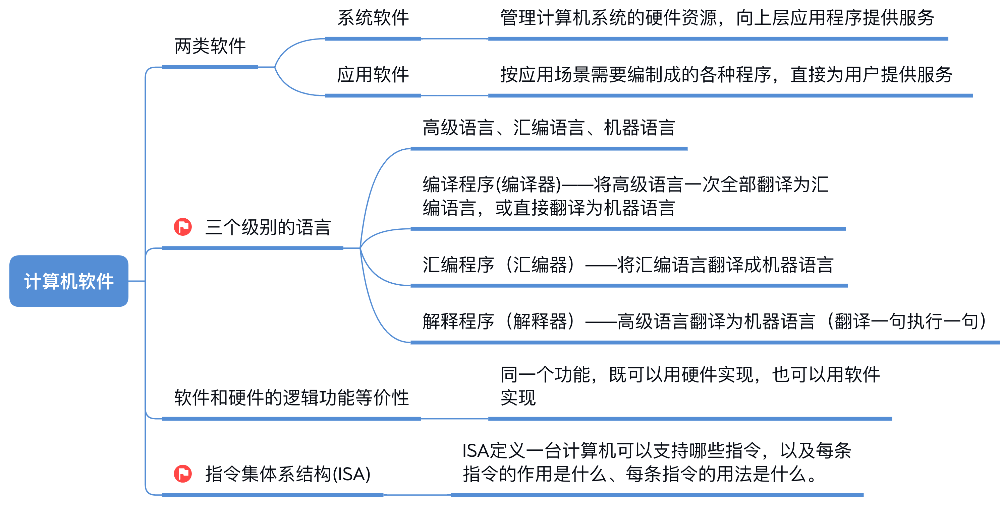 计算机软件
两类软件
系统软件
管理计算机系统的硬件资源，向上层应用程序提供服务
应用软件
按应用场景需要编制成的各种程序，直接为用户提供服务
三个级别的语言
高级语言、汇编语言、机器语言
编译程序(编译器)——将高级语言一次全部翻译为汇
编语言，或直接翻译为机器语言
汇编程序（汇编器）——将汇编语言翻译成机器语言
解释程序（解释器）——高级语言翻译为机器语言（翻译一句执行一句）
软件和硬件的逻辑功能等价性
同一个功能，既可以用硬件实现，也可以用软件
实现
指令集体系结构(ISA)
ISA定义一台计算机可以支持哪些指令，以及每条
指令的作用是什么、每条指令的用法是什么。